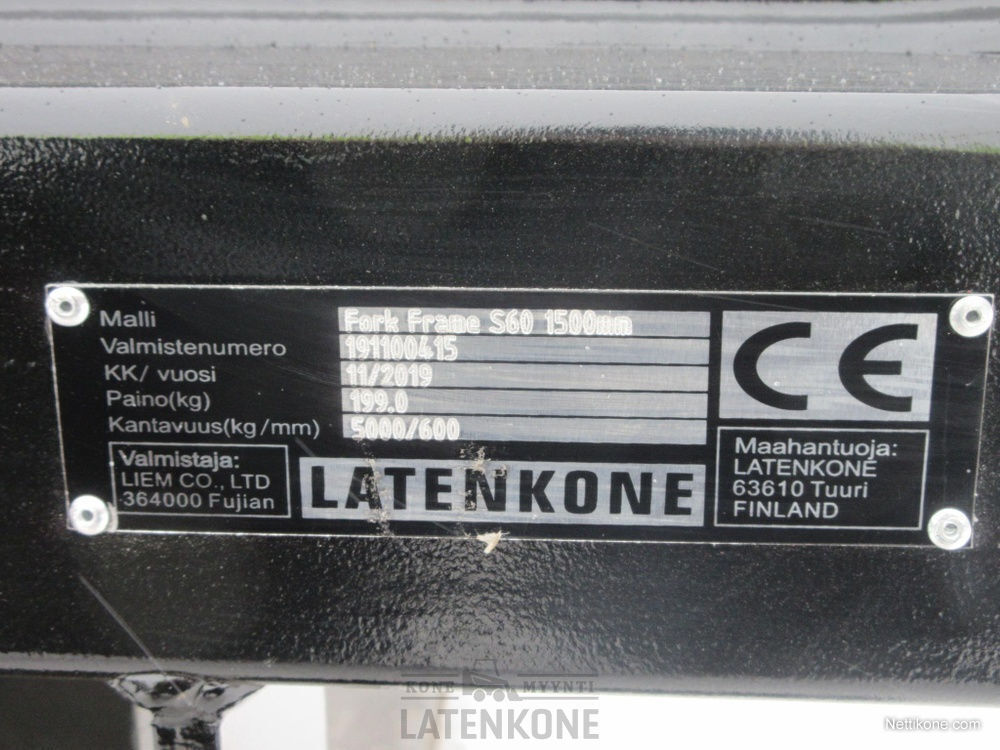 Malli Fork Frame S60 1500mm
Valmistenumero 191100415
KK/ vuosi 11/2019
Paino(kg) 199.0
Kantavuus(kg/mm) 5000/600
CE
Valmistaja:
LIEM CO., LTD
364000 Fujian
LATENKONE
Maahantuoja:
LATENKONE
63610 Tuuri
FINLAND
KONE MYYNTI
LATENKONE
Nettikone.com